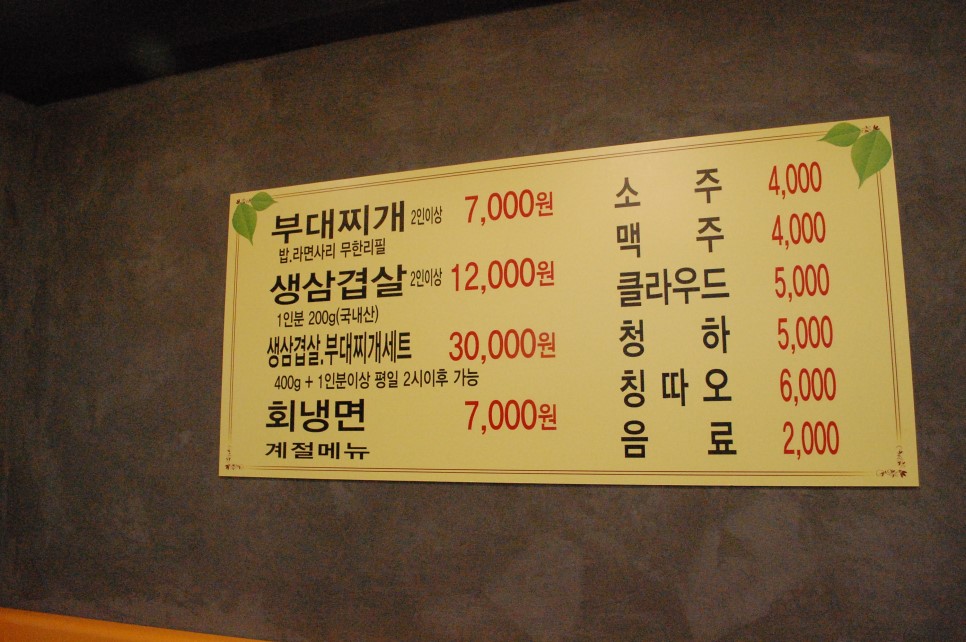 부대찌개 2인이상 7,000원
밥.라면사리 무한리필
생삼겹살 2인이상 12,000원
1인분 200g(국내산)
생삼겹살.부대찌개세트 30,000원
400g + 1인분이상 평일 2시이후 가능
회냉면 7,000원
계절메뉴
소 주 4,000
맥 주 4,000
클라우드 5,000
청 하 5,000
칭 따 오 6,000
음 료 2,000